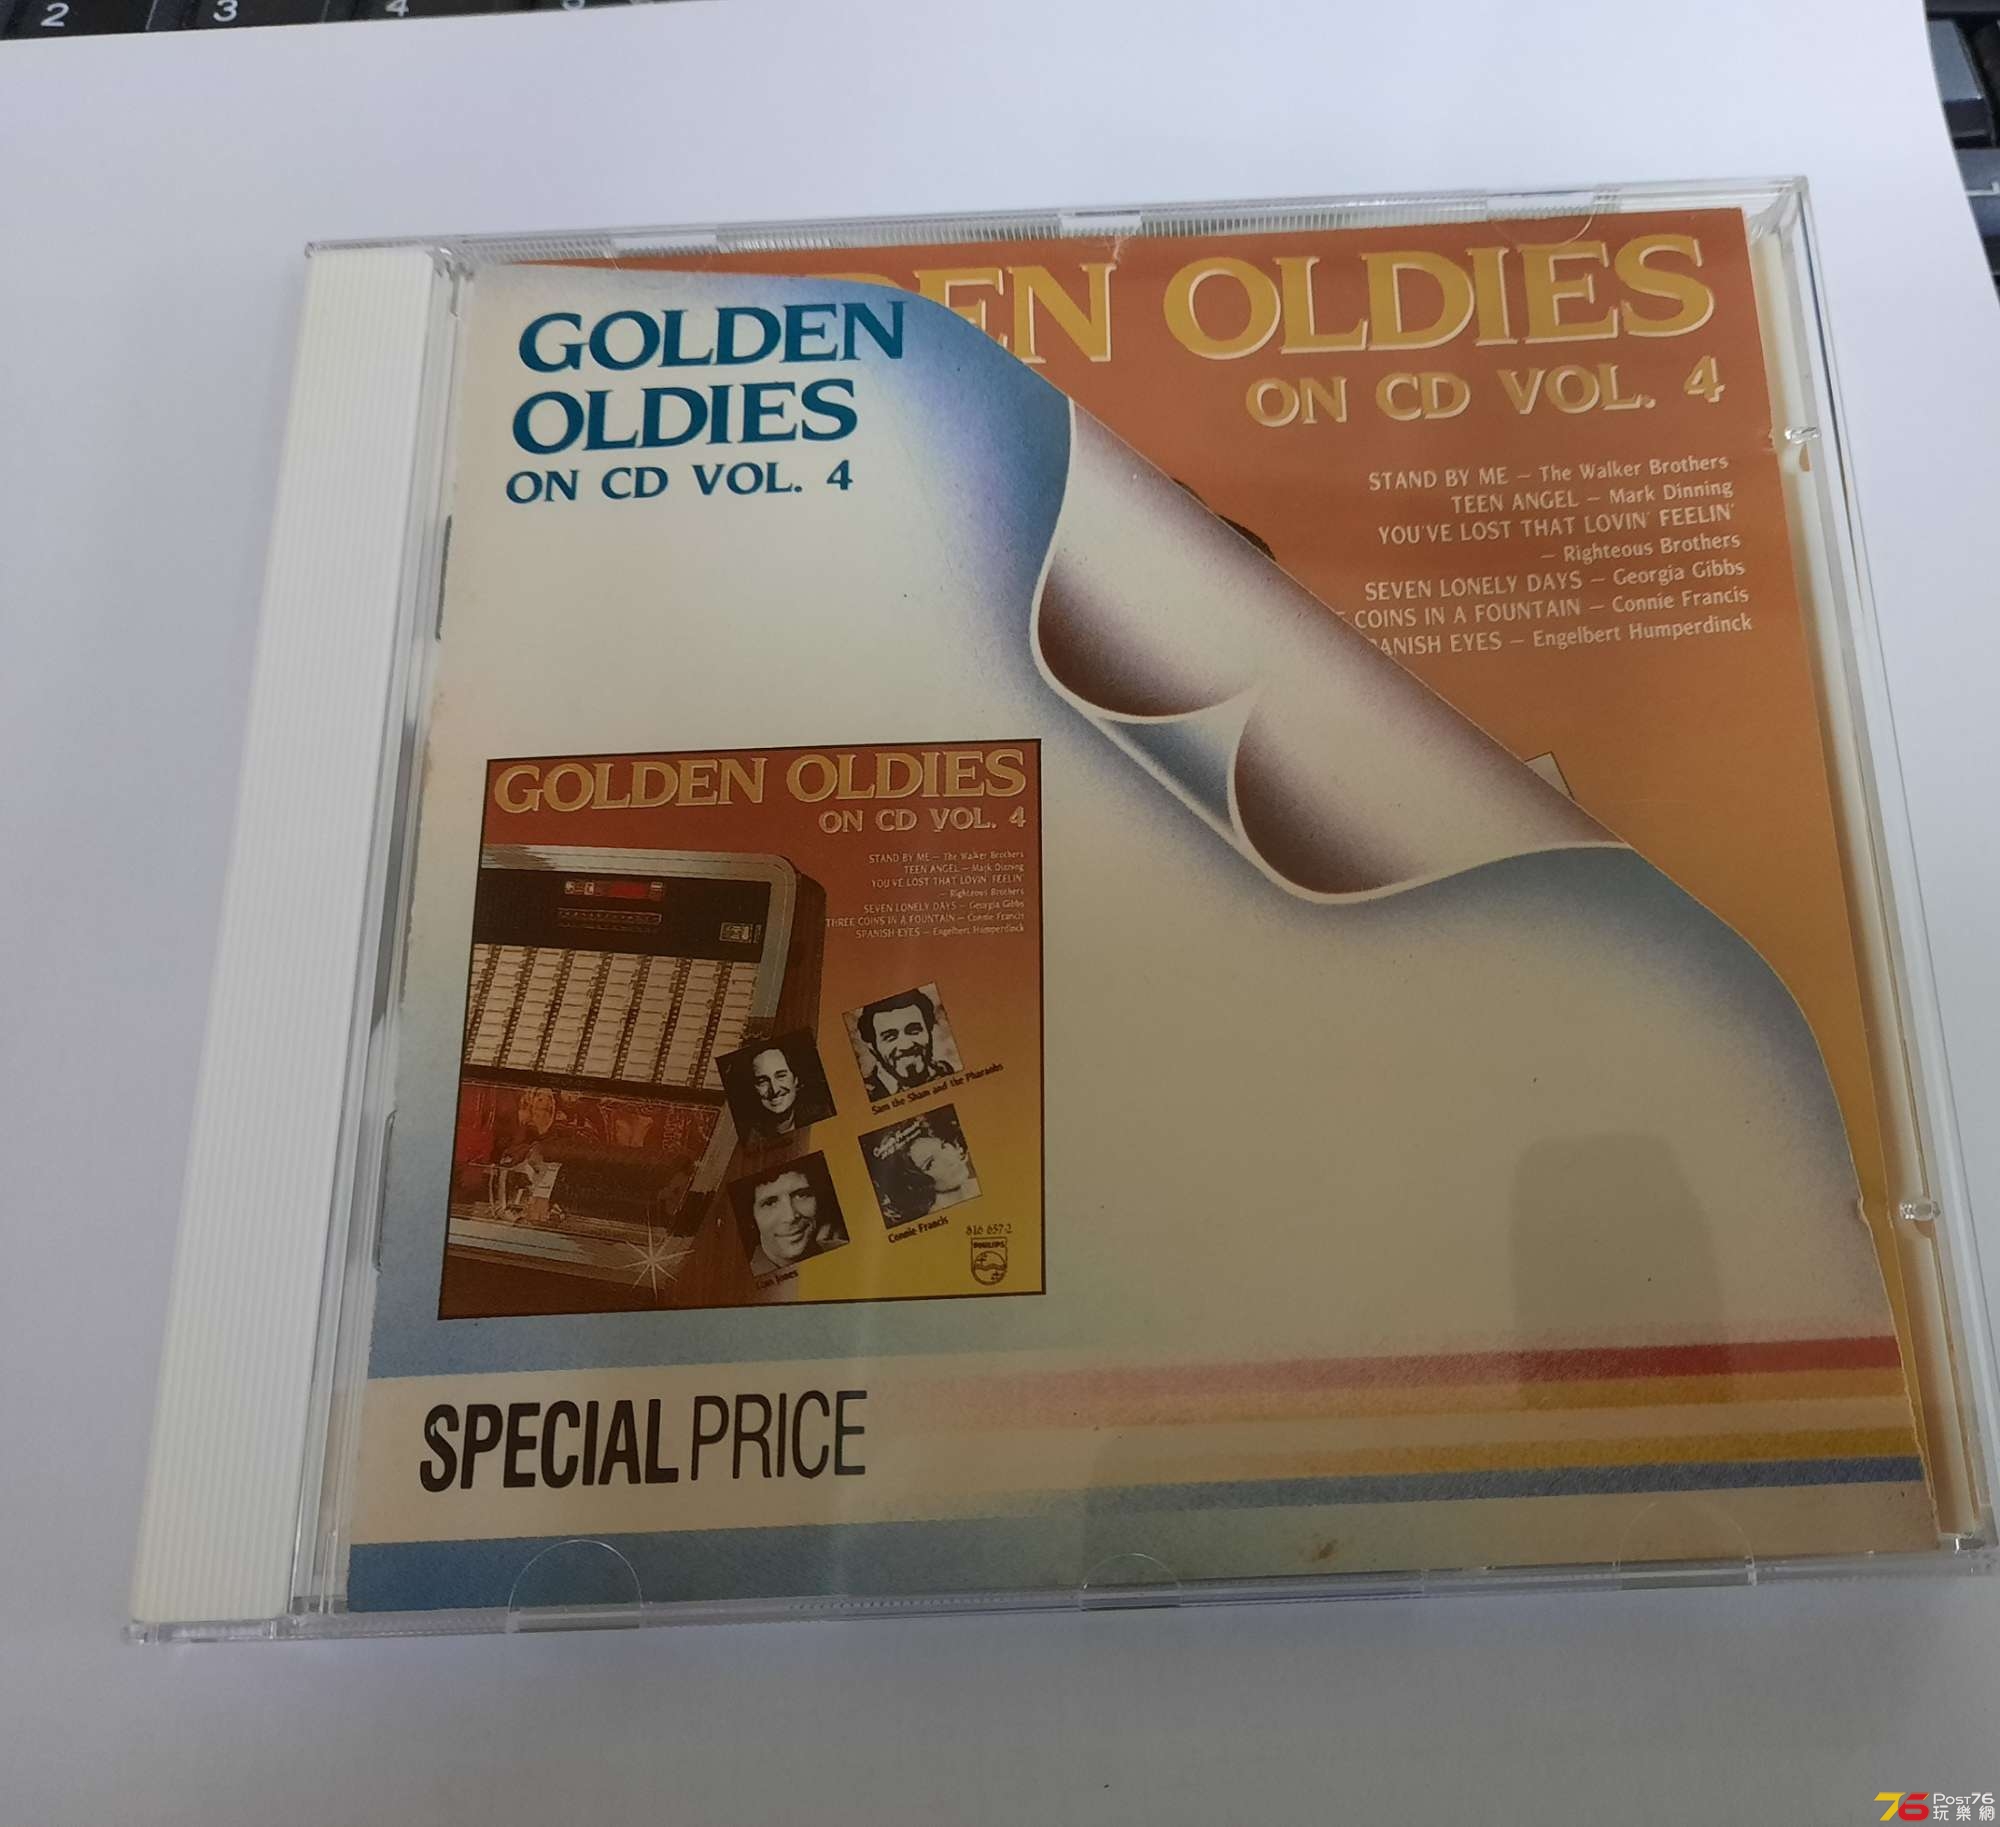 2
3
4
GOLDEN
OLDIES
ON CD VOL. 4
EN OLDIES
ON CD VOL. 4
STAND BY ME – The Walker Brothers
TEEN ANGEL – Mark Dinning
YOU'VE LOST THAT LOVIN' FEELIN'
– Righteous Brothers
SEVEN LONELY DAYS – Georgia Gibbs
COINS IN A FOUNTAIN – Connie Francis
ANISH EYES – Engelbert Humperdinck
GOLDEN OLDIES
ON CD VOL. 4
STAND BY ME – The Walker Brothers
TEEN ANGEL – Mark Dinning
YOU'VE LOST THAT LOVIN' FEELIN'
– Righteous Brothers
SEVEN LONELY DAYS – Georgia Gibbs
THREE COINS IN A FOUNTAIN – Connie Francis
SPANISH EYES – Engelbert Humperdinck
Sam the Sham and the Pharaohs
Connie Francis
Tom Jones
816 657-2
PHILIPS
SPECIAL PRICE
76 POST76
玩樂網